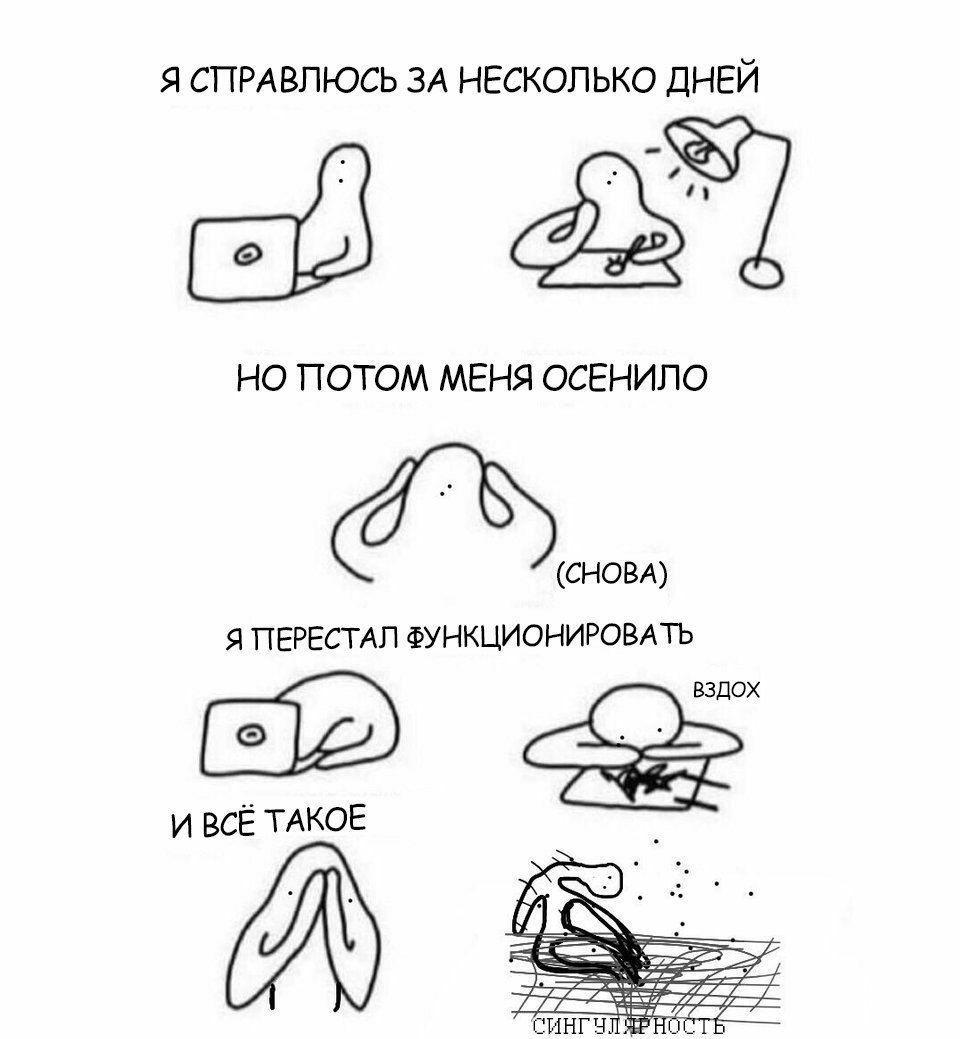 Я СПРАВЛЮСЬ ЗА НЕСКОЛЬКО ДНЕЙ
НО ПОТОМ МЕНЯ ОСЕНИЛО
(СНОВА)
Я ПЕРЕСТАЛ ФУНКЦИОНИРОВАТЬ
ВЗДОХ
И ВСЁ ТАКОЕ
СИНГУЛЯРНОСТЬ